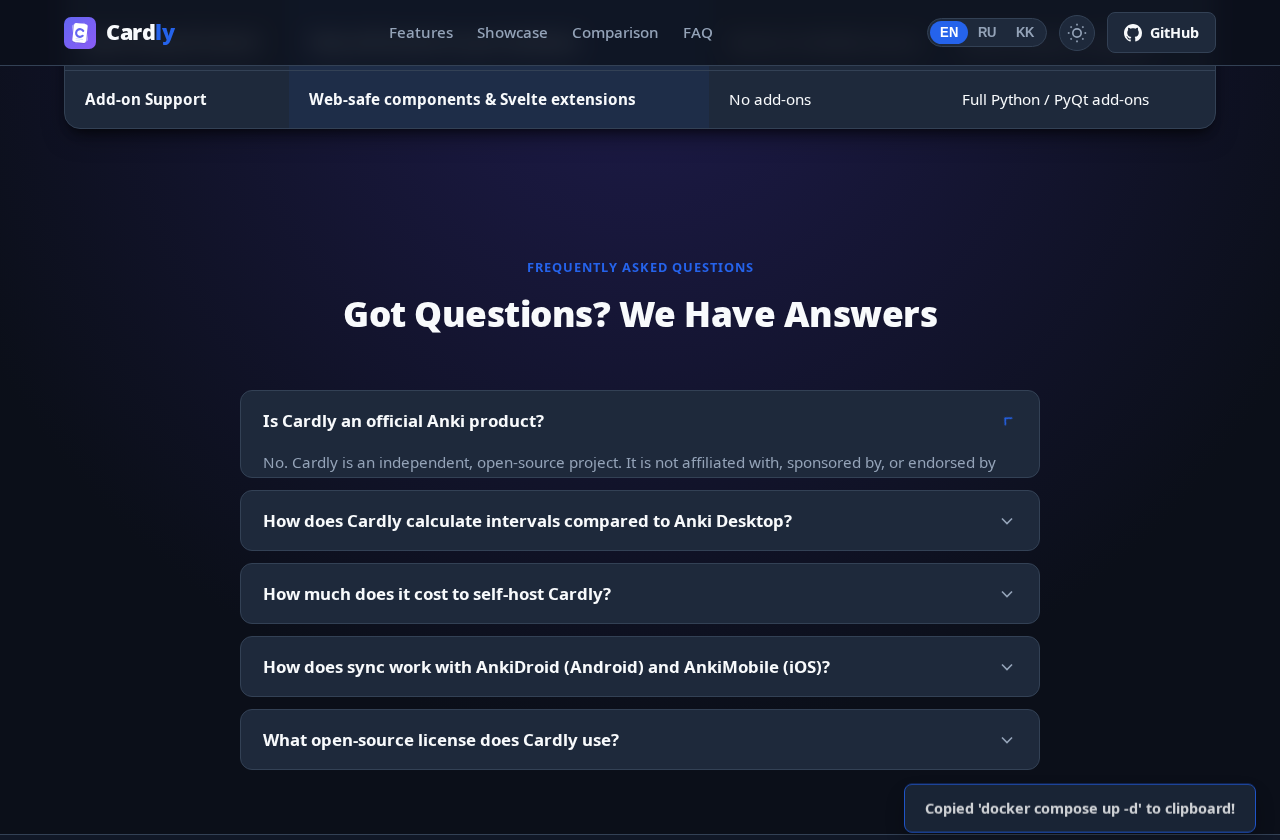 Cardly
Features
Showcase
Comparison
FAQ
EN
RU
KK
GitHub
Add-on Support
Web-safe components & Svelte extensions
No add-ons
Full Python / PyQt add-ons
FREQUENTLY ASKED QUESTIONS
Got Questions? We Have Answers
Is Cardly an official Anki product?
No. Cardly is an independent, open-source project. It is not affiliated with, sponsored by, or endorsed by
How does Cardly calculate intervals compared to Anki Desktop?
How much does it cost to self-host Cardly?
How does sync work with AnkiDroid (Android) and AnkiMobile (iOS)?
What open-source license does Cardly use?
Copied 'docker compose up -d' to clipboard!